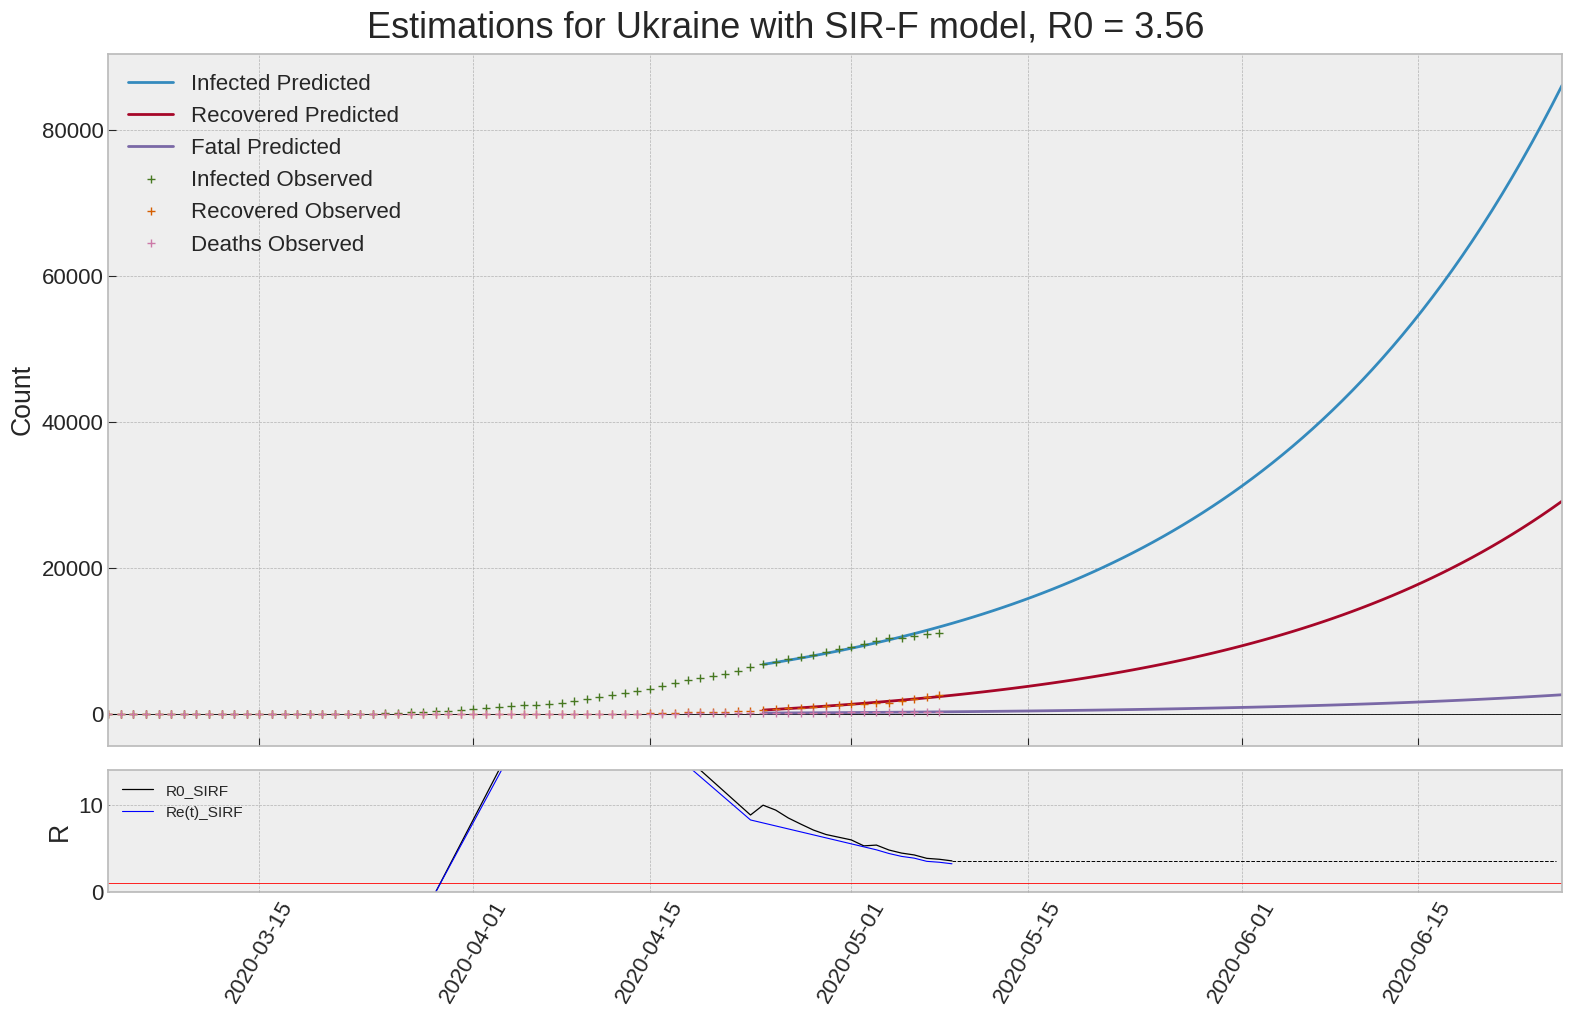 Estimations for Ukraine with SIR-F model, R0 = 3.56
Infected Predicted
Recovered Predicted
Fatal Predicted
Infected Observed
Recovered Observed
Deaths Observed
80000
60000
40000
20000
0
Count
R0_SIRF
Re(t)_SIRF
10
0
R
2020-03-15
2020-04-01
2020-04-15
2020-05-01
2020-05-15
2020-06-01
2020-06-15